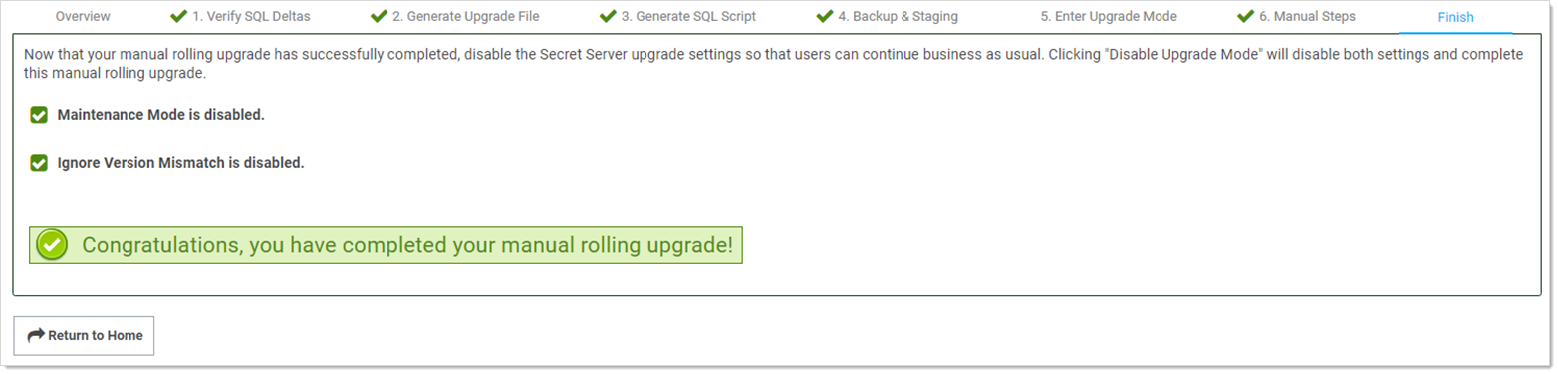 Overview 1. Verify SQL Deltas 2. Generate Upgrade File 3. Generate SQL Script 4. Backup & Staging 5. Enter Upgrade Mode 6. Manual Steps Finish
Now that your manual rolling upgrade has successfully completed, disable the Secret Server upgrade settings so that users can continue business as usual. Clicking "Disable Upgrade Mode" will disable both settings and complete
this manual rolling upgrade.
Maintenance Mode is disabled.
Ignore Version Mismatch is disabled.
Congratulations, you have completed your manual rolling upgrade!
Return to Home